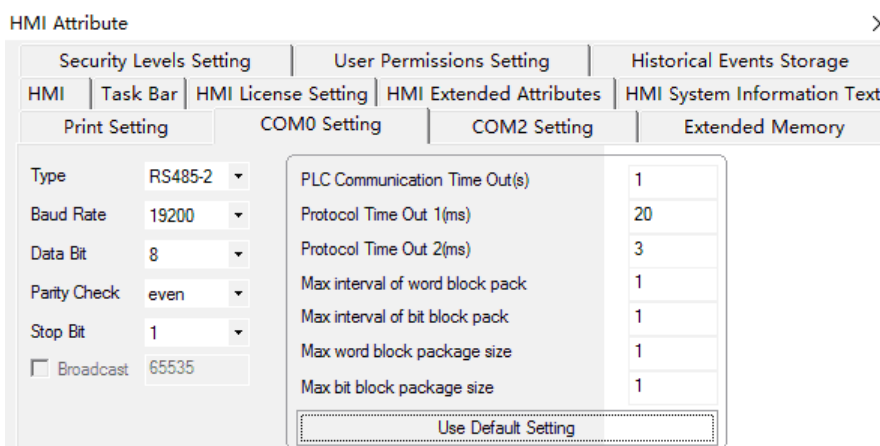 HMI Attribute
Security Levels Setting User Permissions Setting Historical Events Storage
HMI Task Bar HMI License Setting HMI Extended Attributes HMI System Information Text
Print Setting COM0 Setting COM2 Setting Extended Memory
Type RS485-2
Baud Rate 19200
Data Bit 8
Parity Check even
Stop Bit 1
Broadcast 65535
PLC Communication Time Out(s) 1
Protocol Time Out 1(ms) 20
Protocol Time Out 2(ms) 3
Max interval of word block pack 1
Max interval of bit block pack 1
Max word block package size 1
Max bit block package size 1
Use Default Setting